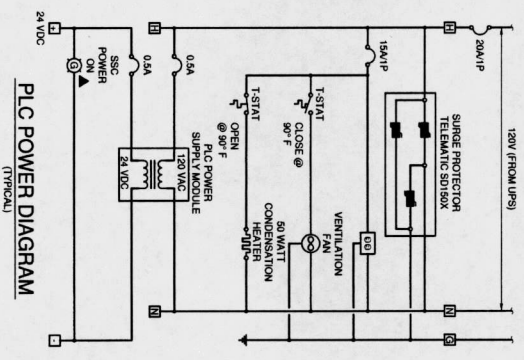 120V (FROM UPS)
H
20A/1P
N
G
SURGE PROTECTOR
TELEMATIC SD150X
15A/1P
T-STAT
CLOSE @
90° F
VENTILATION
FAN
T-STAT
OPEN
@ 90° F
50 WATT
CONDENSATION
HEATER
H
0.5A
N
120 VAC
24 VDC
PLC POWER
SUPPLY MODULE
0.5A
SSC
POWER
ON
G
24 VDC
+
-
PLC POWER DIAGRAM
(TYPICAL)